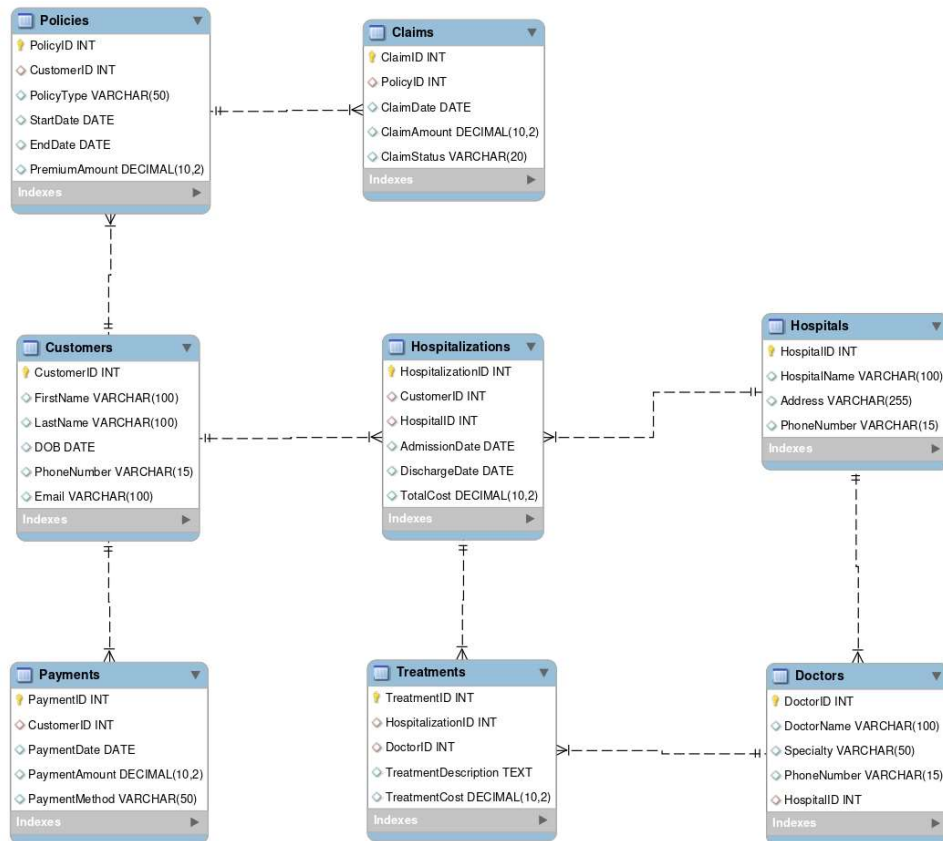 Policies
PolicyID INT
CustomerID INT
PolicyType VARCHAR(50)
StartDate DATE
EndDate DATE
PremiumAmount DECIMAL(10,2)
Indexes
Claims
ClaimID INT
PolicyID INT
ClaimDate DATE
ClaimAmount DECIMAL(10,2)
ClaimStatus VARCHAR(20)
Indexes
Customers
CustomerID INT
FirstName VARCHAR(100)
LastName VARCHAR(100)
DOB DATE
PhoneNumber VARCHAR(15)
Email VARCHAR(100)
Indexes
Hospitalizations
HospitalizationID INT
CustomerID INT
HospitalID INT
AdmissionDate DATE
DischargeDate DATE
TotalCost DECIMAL(10,2)
Indexes
Hospitals
HospitalID INT
HospitalName VARCHAR(100)
Address VARCHAR(255)
PhoneNumber VARCHAR(15)
Indexes
Payments
PaymentID INT
CustomerID INT
PaymentDate DATE
PaymentAmount DECIMAL(10,2)
PaymentMethod VARCHAR(50)
Indexes
Treatments
TreatmentID INT
HospitalizationID INT
DoctorID INT
TreatmentDescription TEXT
TreatmentCost DECIMAL(10,2)
Indexes
Doctors
DoctorID INT
DoctorName VARCHAR(100)
Specialty VARCHAR(50)
PhoneNumber VARCHAR(15)
HospitalID INT
Indexes